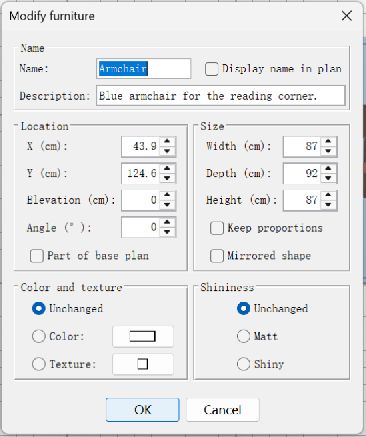 Modify furniture
Name
Name: Armchair Display name in plan
Description: Blue armchair for the reading corner.
Location
X (cm): 43.9
Y (cm): 124.6
Elevation (cm): 0
Angle (°): 0
Part of base plan
Size
Width (cm): 87
Depth (cm): 92
Height (cm): 87
Keep proportions
Mirrored shape
Color and texture
Unchanged
Color:
Texture:
Shininess
Unchanged
Matt
Shiny
OK Cancel